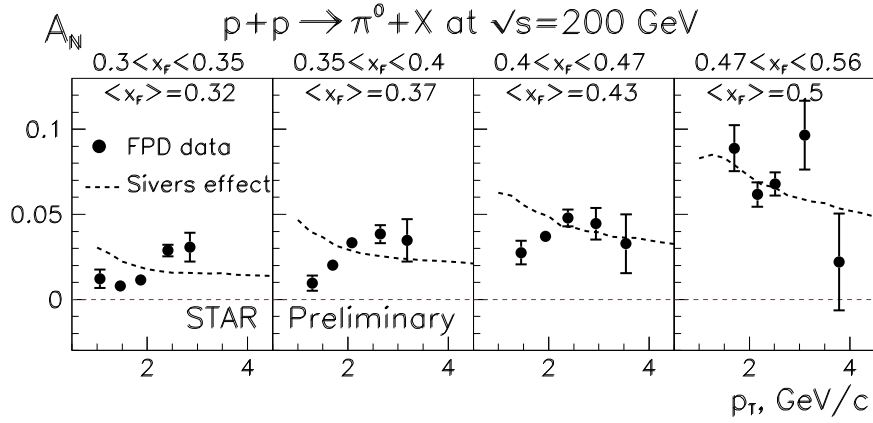 p+p → π⁰+X at √s=200 GeV
A_N
0.3<x_F<0.35 0.35<x_F<0.4 0.4<x_F<0.47 0.47<x_F<0.56
<x_F>=0.32 <x_F>=0.37 <x_F>=0.43 <x_F>=0.5
0.1
FPD data
Sivers effect
0.05
0
STAR Preliminary
2 4 2 4 2 4 2 4
p_T, GeV/c